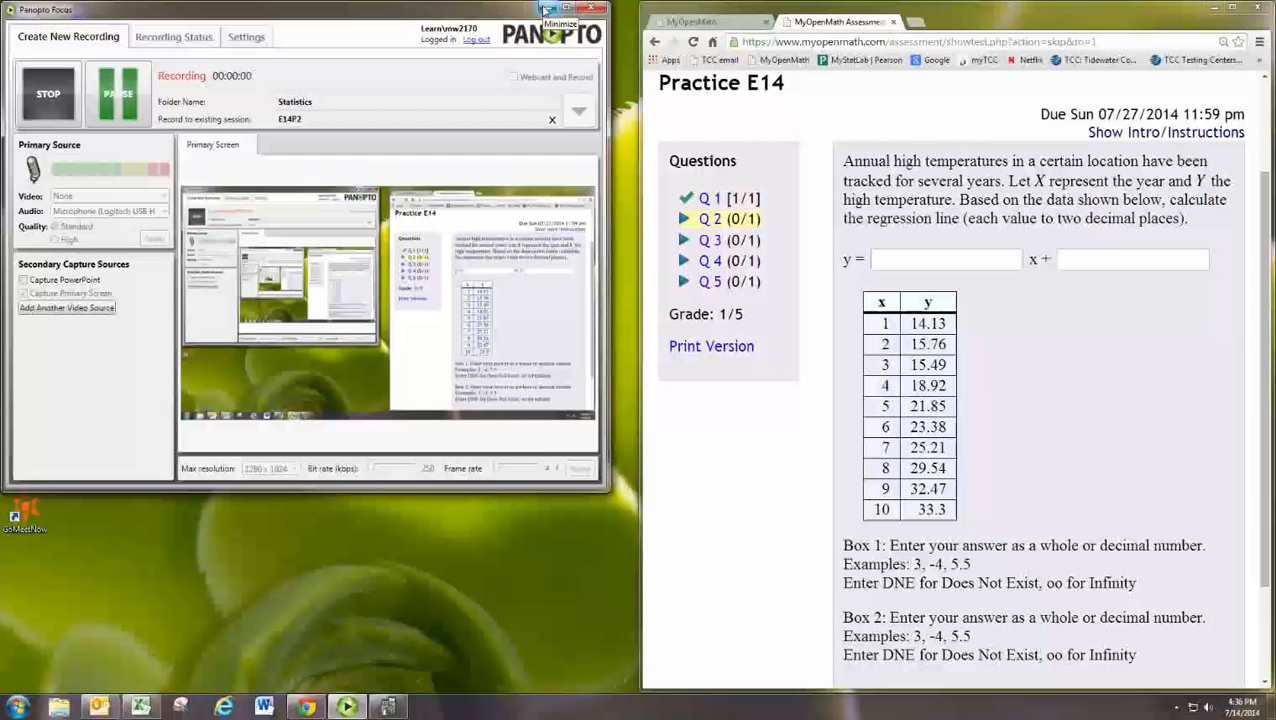 Panopto Focus
Minimize
Create New Recording
Recording Status
Settings
Learn\mw2170
Logged in Log out
PANOPTO
STOP
PAUSE
Recording 00:00:00
Webcast and Record
Folder Name: Statistics
Record to existing session: E14P2
x
Primary Source
Video: None
Audio: Microphone (Logitech USB H
Quality: Standard
High
Secondary Capture Sources
Capture PowerPoint
Capture Primary Screen
Add Another Video Source
Primary Screen
Practice E14
Max resolution: 1280 x 1024 Bit rate (kbps): 250 Frame rate
GoMeetNow
MyOpenMath
MyOpenMath Assessment
https://www.myopenmath.com/assessment/showtest.php?action=skip&to=1
Apps TCC email MyOpenMath MyStatLab | Pearson Google myTCC Netflix TCC: Tidewater Co... TCC Testing Centers...
Practice E14
Due Sun 07/27/2014 11:59 pm
Show Intro/Instructions
Questions
Q 1 [1/1]
Q 2 (0/1)
Q 3 (0/1)
Q 4 (0/1)
Q 5 (0/1)
Grade: 1/5
Print Version
Annual high temperatures in a certain location have been
tracked for several years. Let X represent the year and Y the
high temperature. Based on the data shown below, calculate
the regression line (each value to two decimal places).
y = x +
x y
1 14.13
2 15.76
3 15.49
4 18.92
5 21.85
6 23.38
7 25.21
8 29.54
9 32.47
10 33.3
Box 1: Enter your answer as a whole or decimal number.
Examples: 3, -4, 5.5
Enter DNE for Does Not Exist, oo for Infinity
Box 2: Enter your answer as a whole or decimal number.
Examples: 3, -4, 5.5
Enter DNE for Does Not Exist, oo for Infinity
4:36 PM
7/14/2014